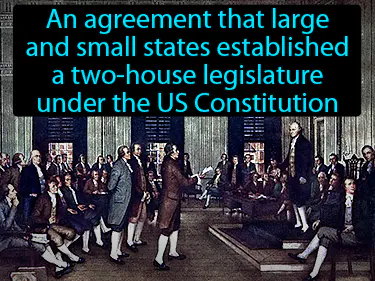 An agreement that large
and small states established
a two-house legislature
under the US Constitution